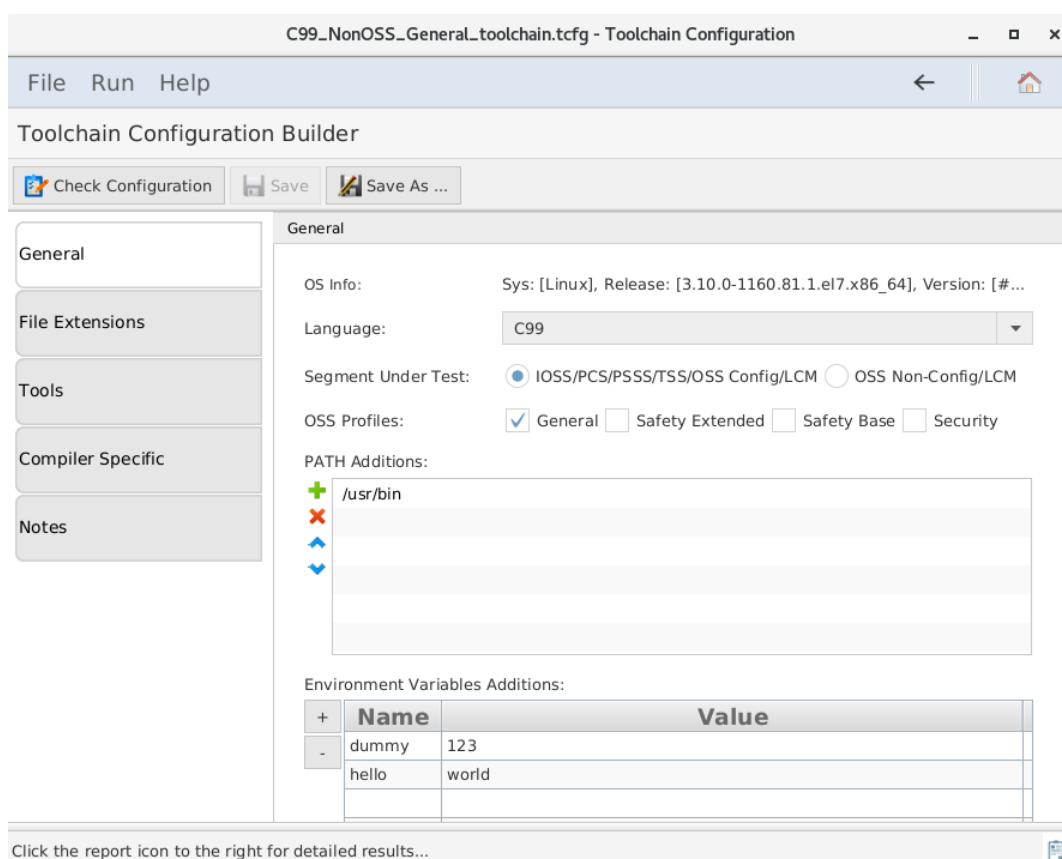 C99_NonOSS_General_toolchain.tcfg - Toolchain Configuration
File Run Help
Toolchain Configuration Builder
Check Configuration Save Save As ...
General
General
OS Info: Sys: [Linux], Release: [3.10.0-1160.81.1.el7.x86_64], Version: [#...
File Extensions
Language: C99
Segment Under Test: IOSS/PCS/PSSS/TSS/OSS Config/LCM OSS Non-Config/LCM
Tools
OSS Profiles: General Safety Extended Safety Base Security
Compiler Specific
PATH Additions:
/usr/bin
Notes
Environment Variables Additions:
+ Name Value
- dummy 123
hello world
Click the report icon to the right for detailed results...